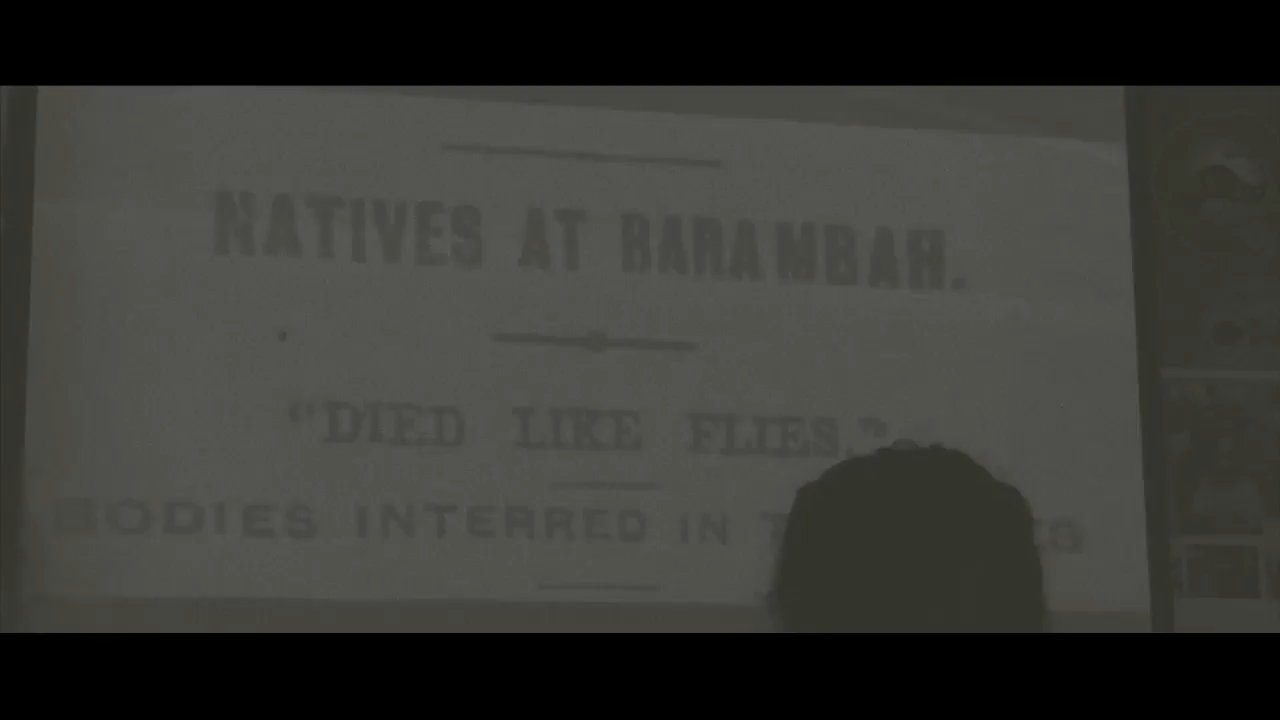 NATIVES AT BARAMBAH.
"DIED LIKE FLIES."
BODIES INTERRED IN